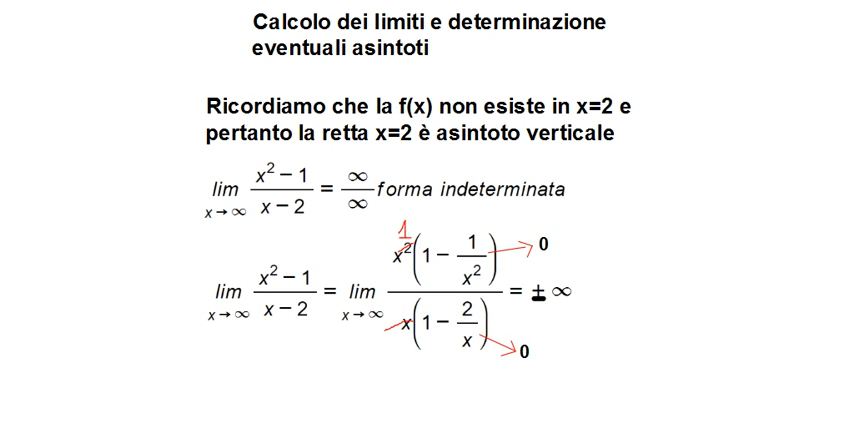 Calcolo dei limiti e determinazione
eventuali asintoti
Ricordiamo che la f(x) non esiste in x=2 e
pertanto la retta x=2 è asintoto verticale
lim x→∞ (x² − 1)/(x − 2) = ∞/∞ forma indeterminata
lim x→∞ (x² − 1)/(x − 2) = lim x→∞ x²(1 − 1/x²)/x(1 − 2/x) = ± ∞
1
0
0